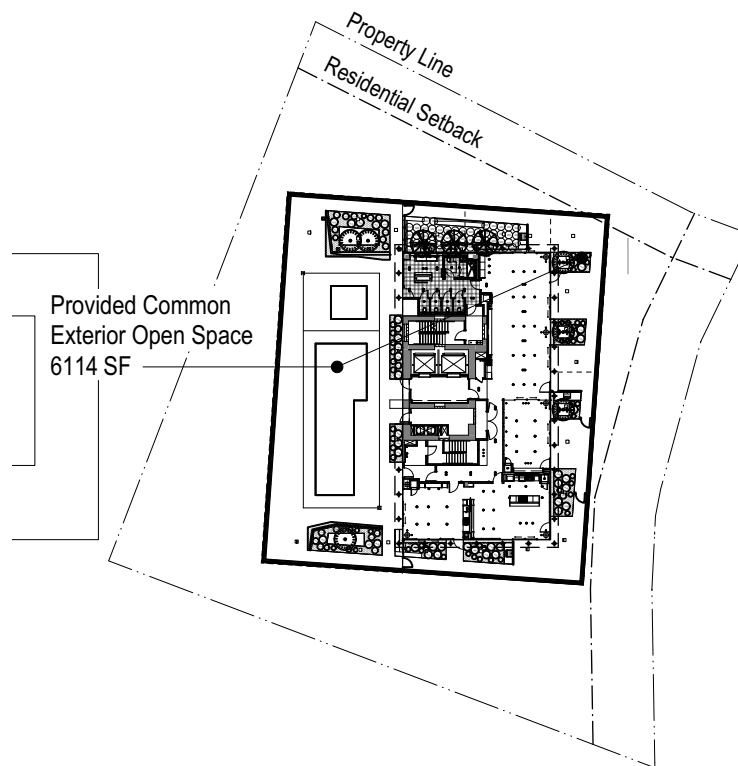 Property Line
Residential Setback
Provided Common
Exterior Open Space
6114 SF